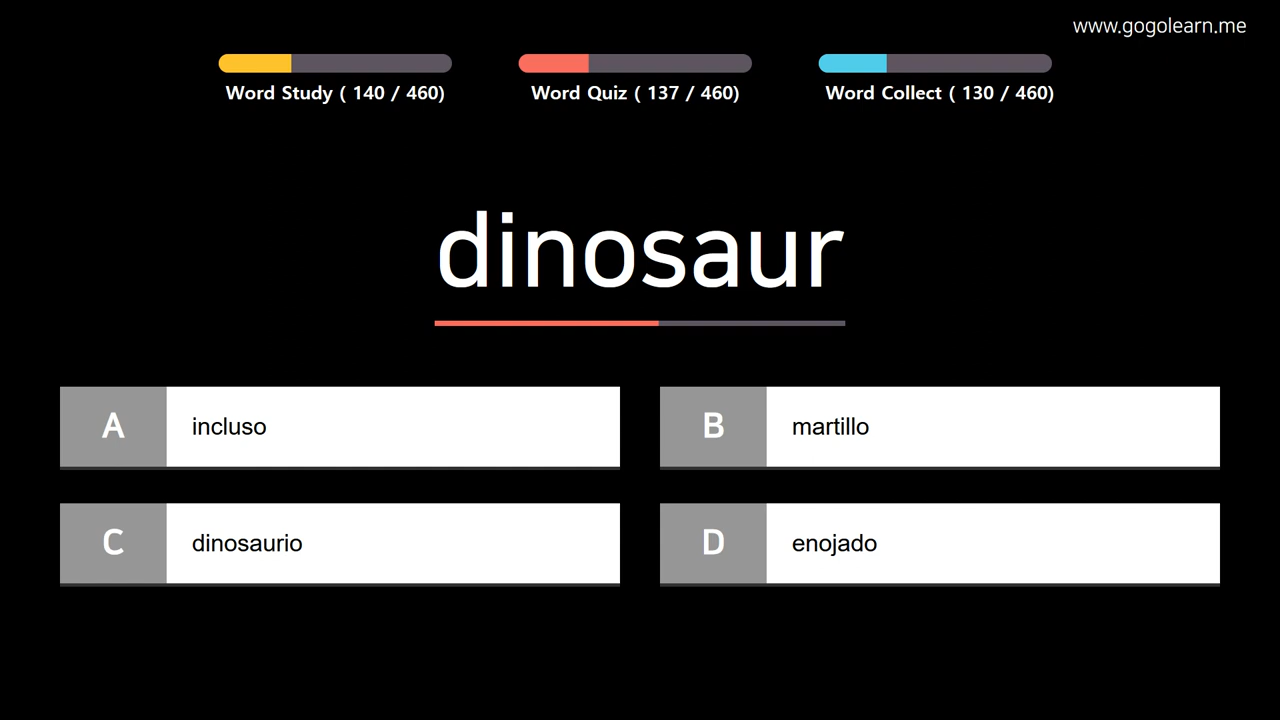 www.gogolearn.me
Word Study ( 140 / 460)
Word Quiz ( 137 / 460)
Word Collect ( 130 / 460)
dinosaur
A incluso
B martillo
C dinosaurio
D enojado